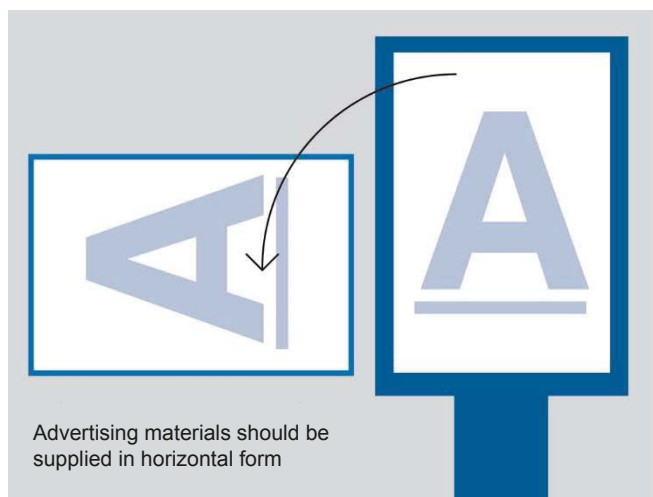 A
A
Advertising materials should be
supplied in horizontal form